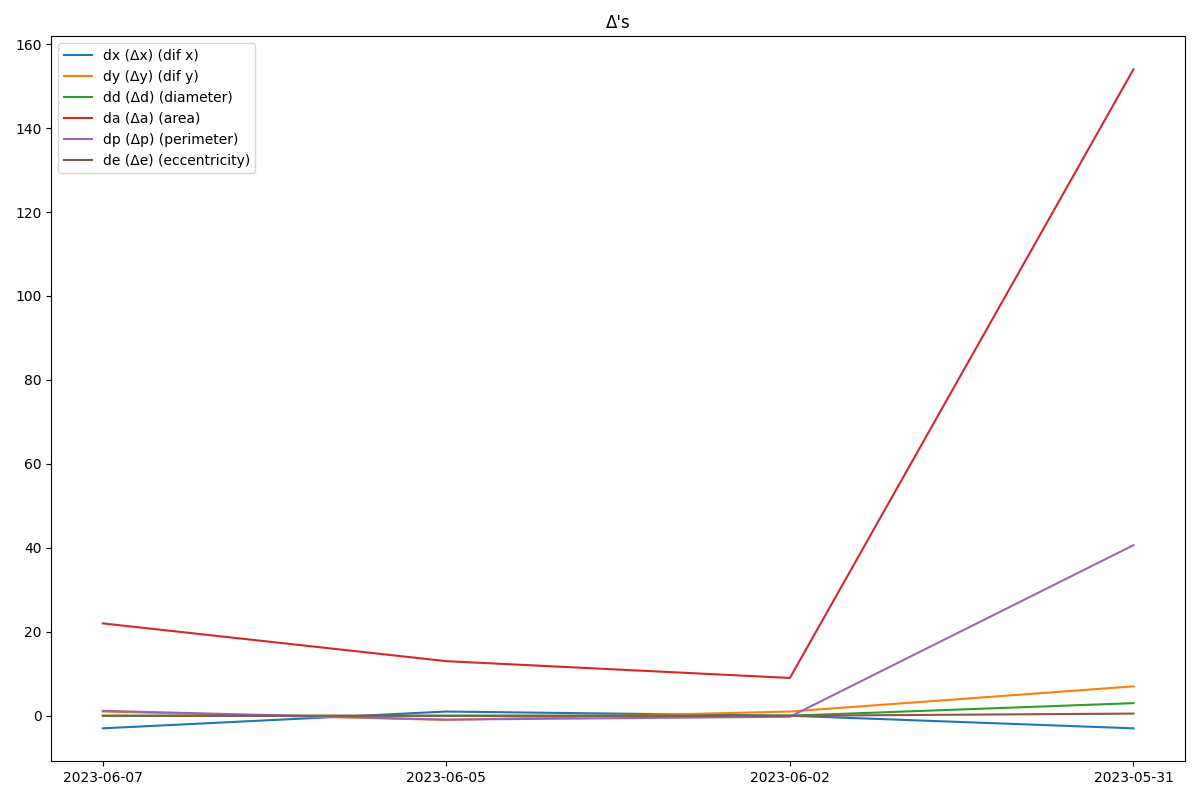 Δ's
dx (Δx) (dif x)
dy (Δy) (dif y)
dd (Δd) (diameter)
da (Δa) (area)
dp (Δp) (perimeter)
de (Δe) (eccentricity)
160
140
120
100
80
60
40
20
0
2023-06-07 2023-06-05 2023-06-02 2023-05-31